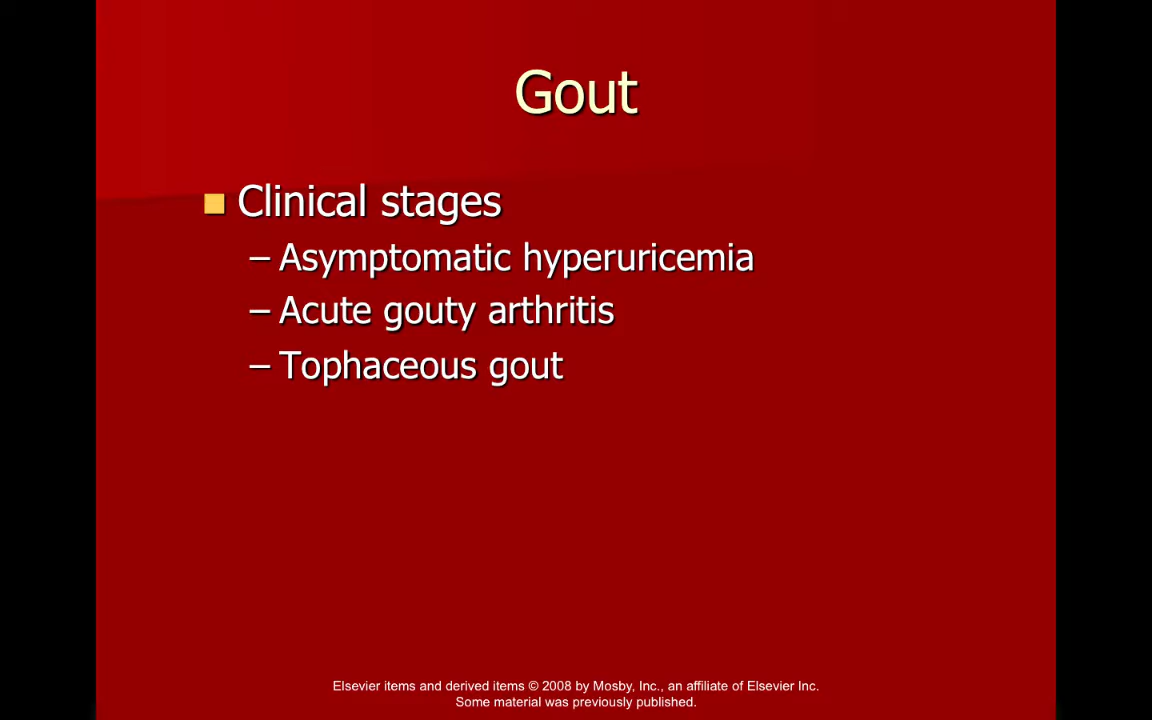 Gout
Clinical stages
– Asymptomatic hyperuricemia
– Acute gouty arthritis
– Tophaceous gout
Elsevier items and derived items © 2008 by Mosby, Inc., an affiliate of Elsevier Inc.
Some material was previously published.